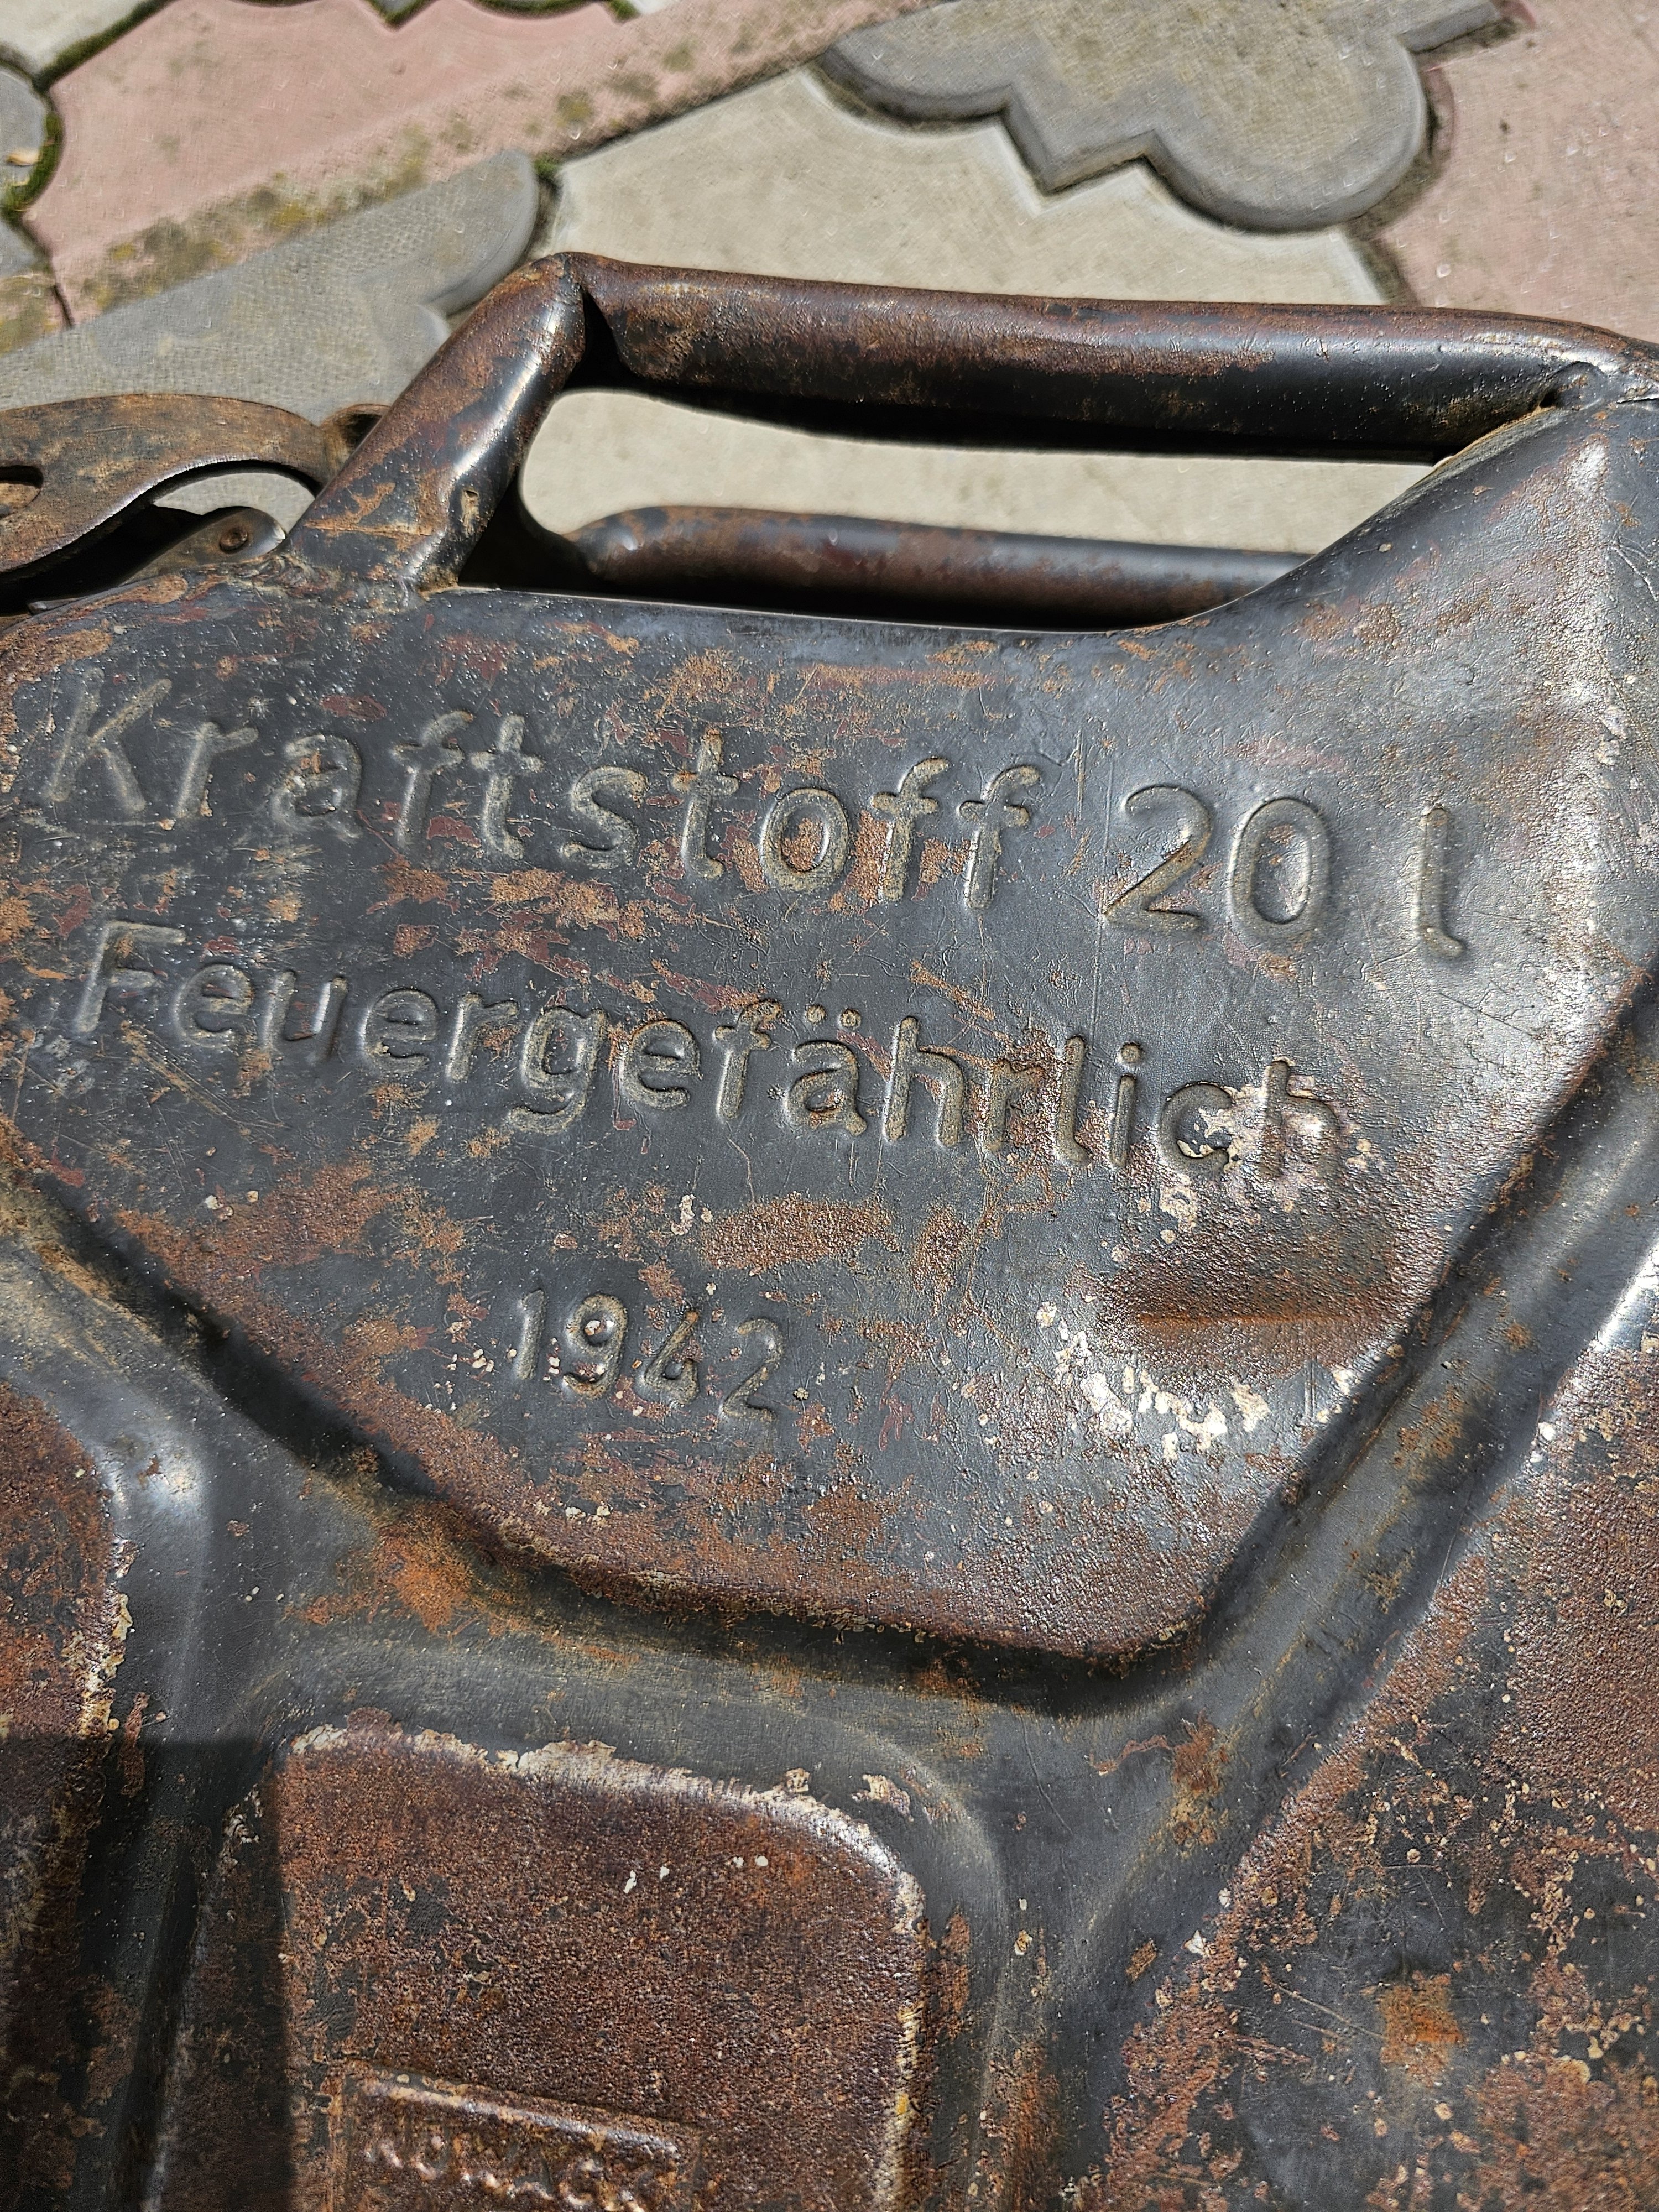 Kraftstoff 20 l
Feuergefährlich
1942